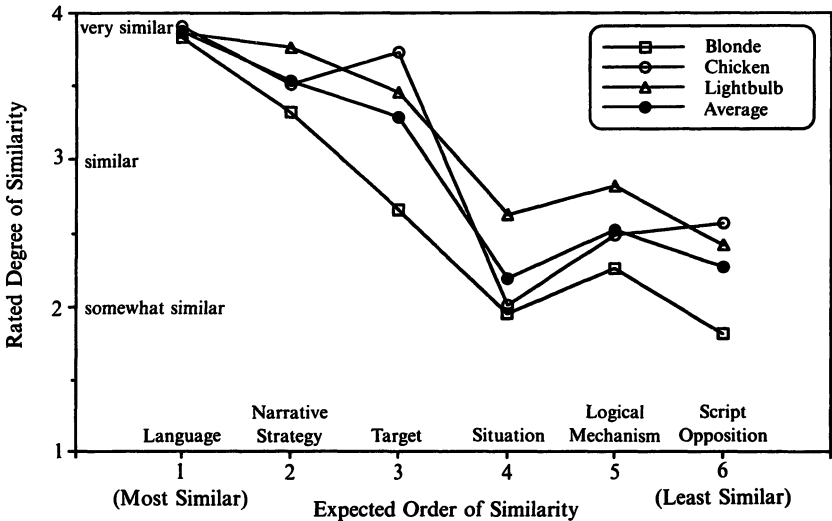 4
very similar
Blonde
Chicken
Lightbulb
Average
Rated Degree of Similarity
3
similar
2
somewhat similar
Narrative
Strategy
Logical
Mechanism
Script
Opposition
Language
Target
Situation
1
1
2
3
4
5
6
(Most Similar)
Expected Order of Similarity
(Least Similar)